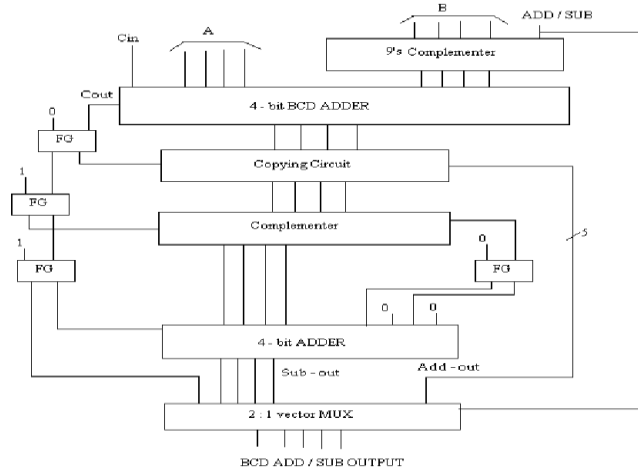 B
ADD / SUB
A
Cin
9's Complementer
Cout
4 - bit BCD ADDER
0
FG
Copying Circuit
1
FG
Complementer
5
0
1
FG
FG
0
0
4 - bit ADDER
Sub - out
Add - out
2 : 1 vector MUX
BCD ADD / SUB OUTPUT